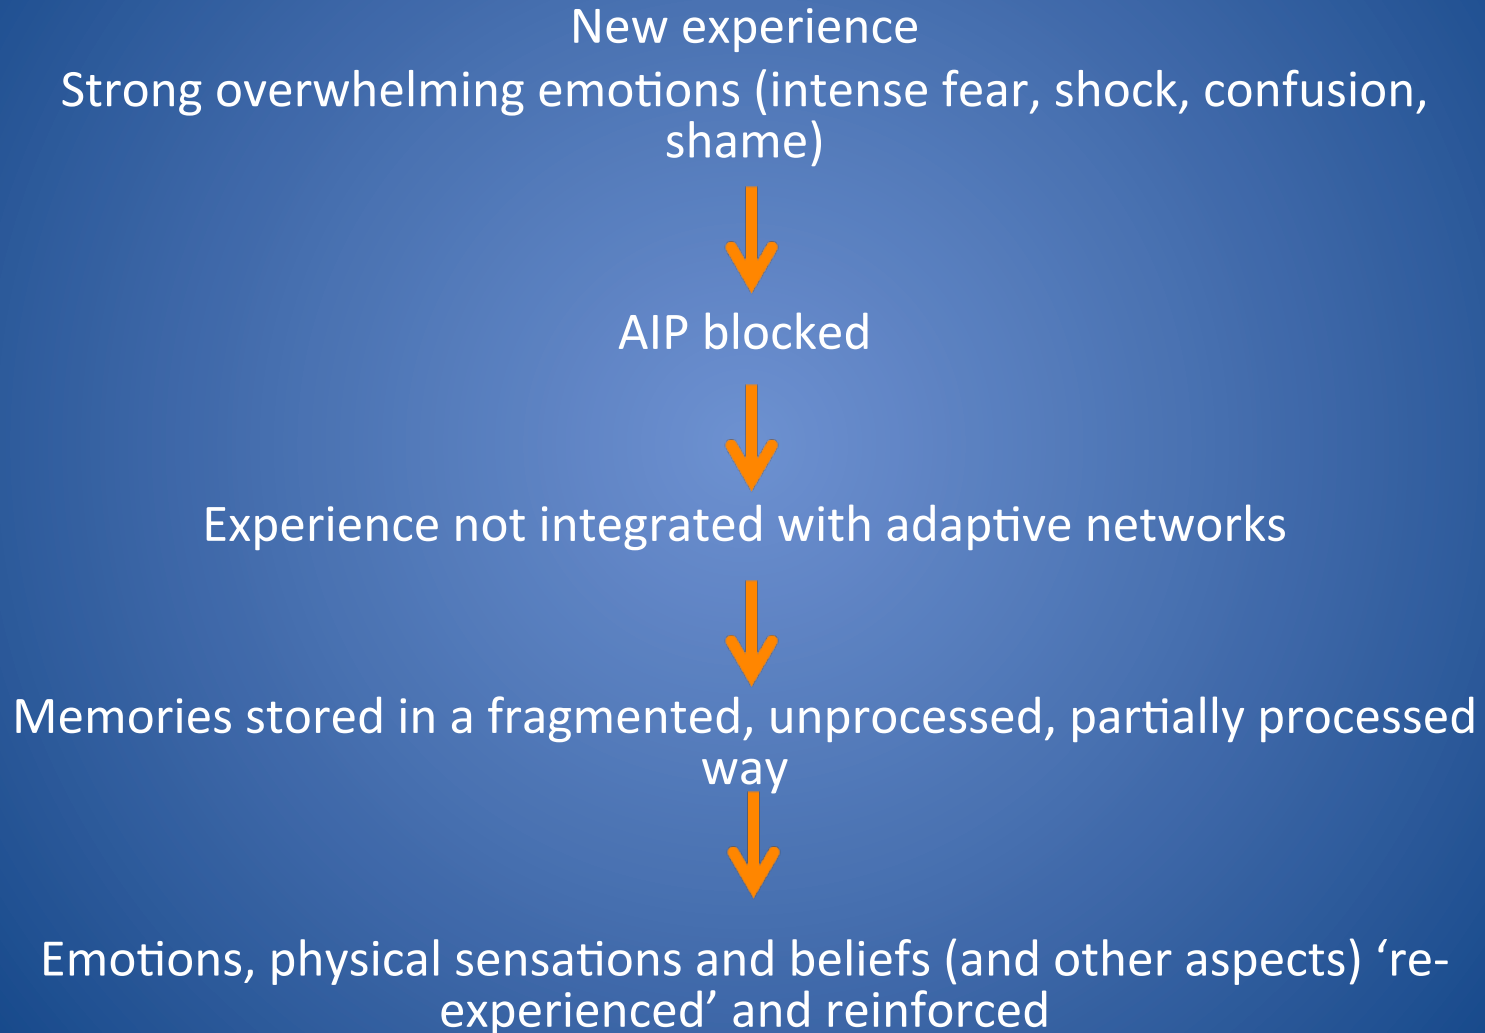 New experience
Strong overwhelming emotions (intense fear, shock, confusion,
shame)
AIP blocked
Experience not integrated with adaptive networks
Memories stored in a fragmented, unprocessed, partially processed
way
Emotions, physical sensations and beliefs (and other aspects) ‘re-
experienced’ and reinforced